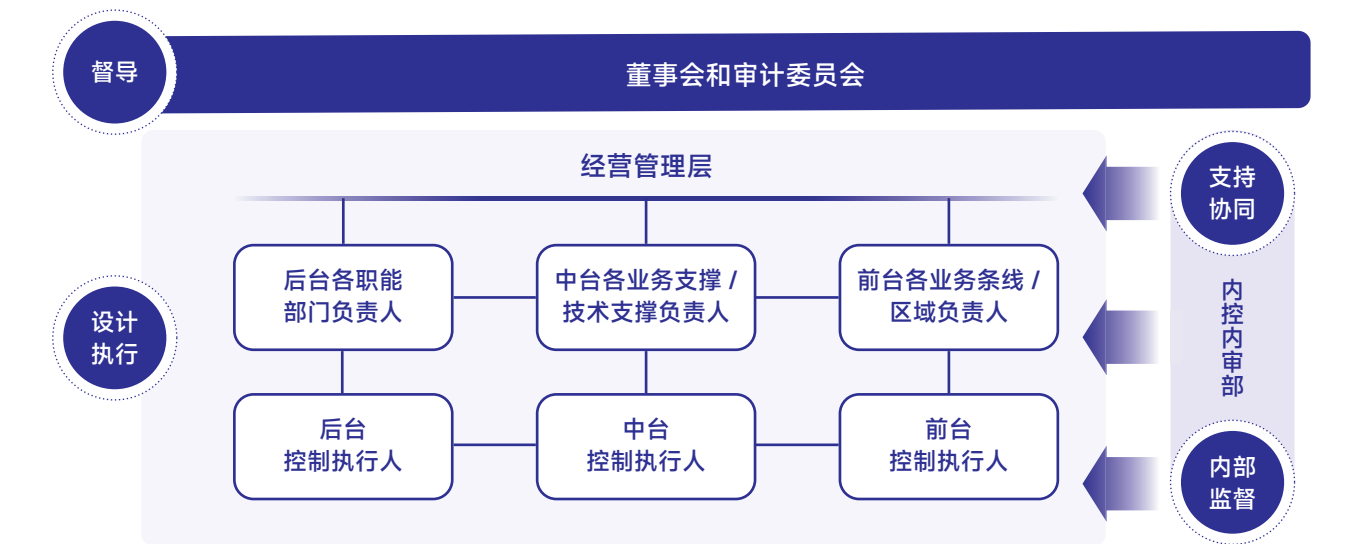 督导
董事会和审计委员会
经营管理层
支持
协同
后台各职能
部门负责人
中台各业务支撑 /
技术支撑负责人
前台各业务条线 /
区域负责人
设计
执行
内控内审部
后台
控制执行人
中台
控制执行人
前台
控制执行人
内部
监督